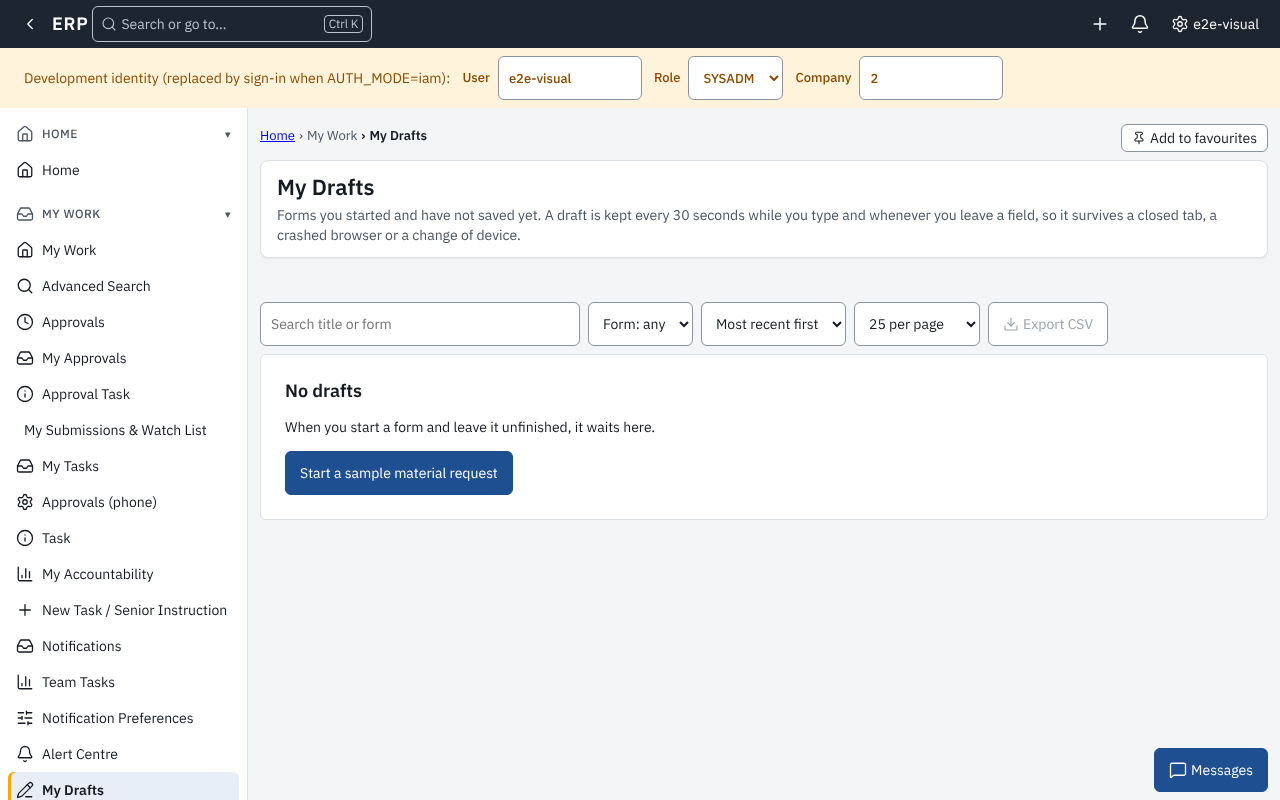 ERP
Search or go to...
Ctrl K
e2e-visual
Development identity (replaced by sign-in when AUTH_MODE=iam):
User
e2e-visual
Role
SYSADM
Company
2
HOME
Home
MY WORK
My Work
Advanced Search
Approvals
My Approvals
Approval Task
My Submissions & Watch List
My Tasks
Approvals (phone)
Task
My Accountability
New Task / Senior Instruction
Notifications
Team Tasks
Notification Preferences
Alert Centre
My Drafts
Home › My Work › My Drafts
Add to favourites
My Drafts
Forms you started and have not saved yet. A draft is kept every 30 seconds while you type and whenever you leave a field, so it survives a closed tab, a
crashed browser or a change of device.
Search title or form
Form: any
Most recent first
25 per page
Export CSV
No drafts
When you start a form and leave it unfinished, it waits here.
Start a sample material request
Messages